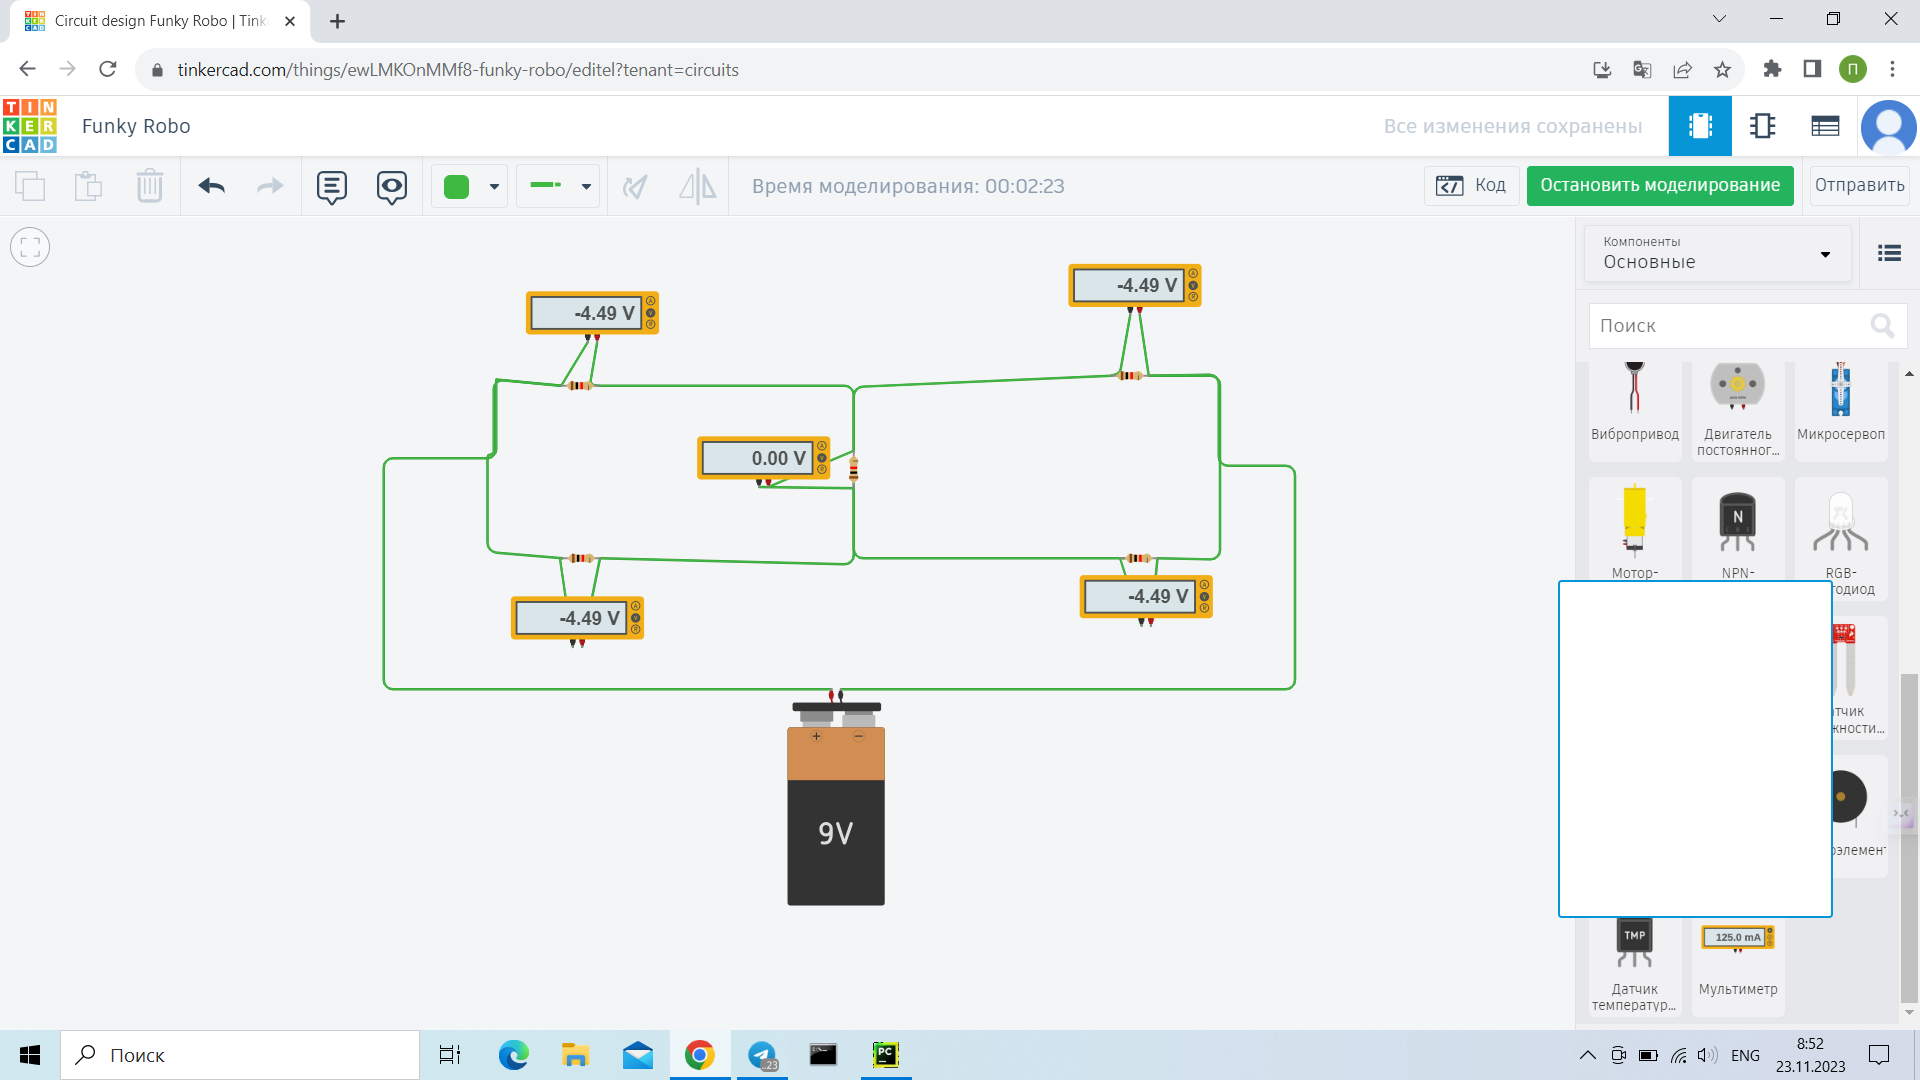 Circuit design Funky Robo | Tink
tinkercad.com/things/ewLMKOnMMf8-funky-robo/editel?tenant=circuits
П
TIN
KER
CAD
Funky Robo
Все изменения сохранены
Время моделирования: 00:02:23
Код
Остановить моделирование
Отправить
Компоненты
Основные
Поиск
-4.49 V
-4.49 V
0.00 V
-4.49 V
-4.49 V
+ −
9V
Вибропривод
Двигатель
постоянног...
Микросервоп
N
Мотор-
NPN-
RGB-
одиод
тчик
жности...
элемент
TMP
125.0 mA
Датчик
температур...
Мультиметр
Поиск
23
PC
ENG
8:52
23.11.2023